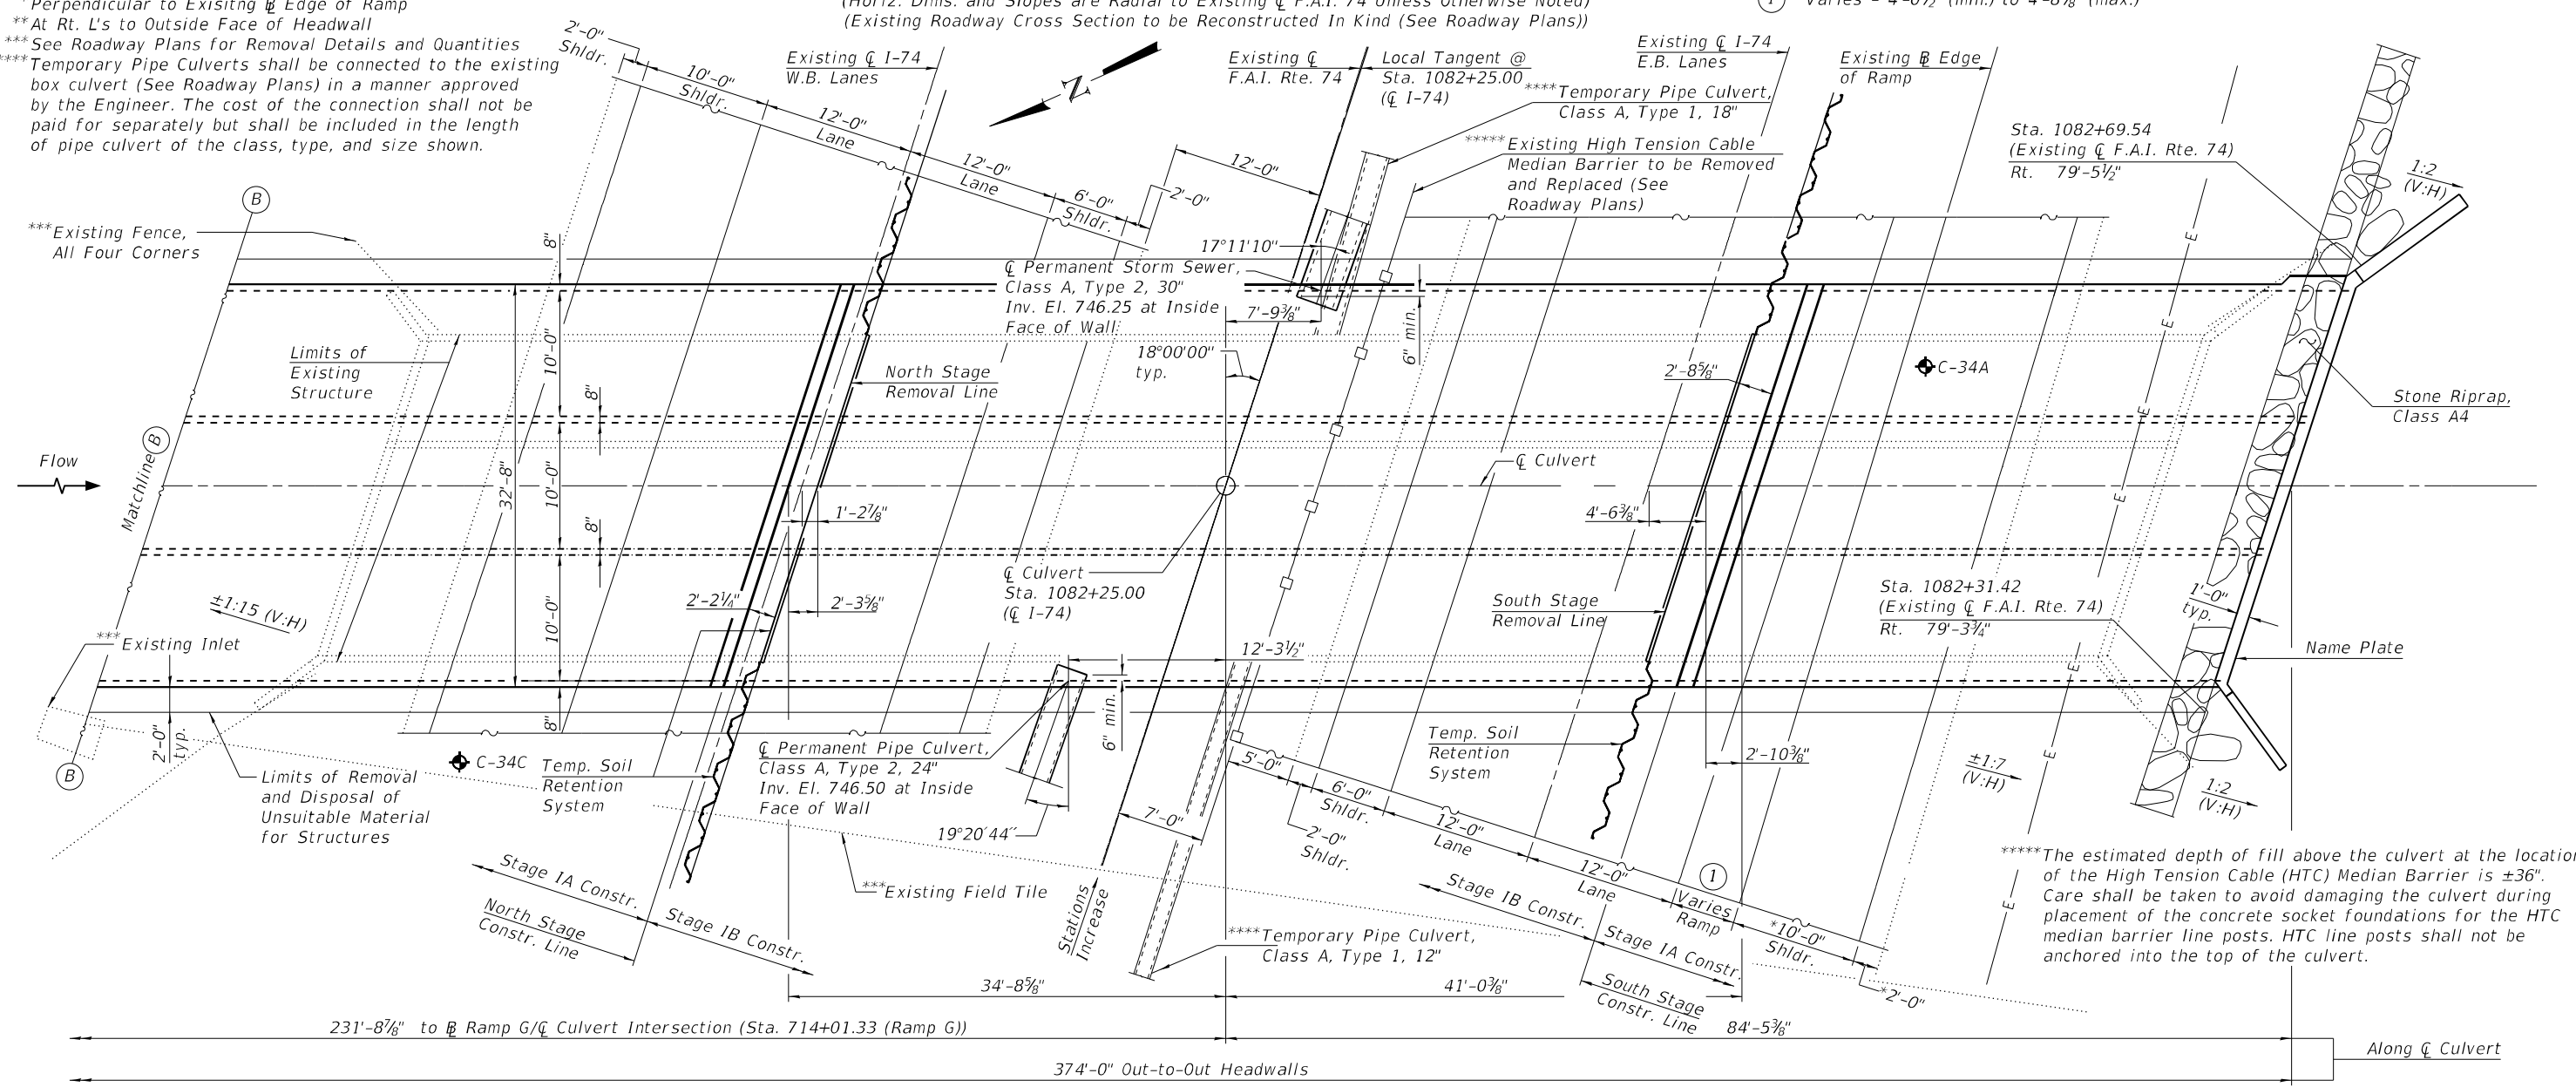 *Perpendicular to Exisitng ⅊ Edge of Ramp
**At Rt. L's to Outside Face of Headwall
***See Roadway Plans for Removal Details and Quantities
****Temporary Pipe Culverts shall be connected to the existing
box culvert (See Roadway Plans) in a manner approved
by the Engineer. The cost of the connection shall not be
paid for separately but shall be included in the length
of pipe culvert of the class, type, and size shown.
(Horiz. Dims. and Slopes are Radial to Existing ℄ F.A.I. 74 Unless Otherwise Noted)
(Existing Roadway Cross Section to be Reconstructed In Kind (See Roadway Plans))
1 Varies - 4'-0½" (min.) to 4'-8⅛" (max.)
2'-0"
Shldr.
10'-0"
Shldr.
12'-0"
Lane
12'-0"
Lane
6'-0"
Shldr.
2'-0"
Existing ℄ I-74
W.B. Lanes
N
Existing ℄
F.A.I. Rte. 74
12'-0"
Local Tangent @
Sta. 1082+25.00
(℄ I-74)
****Temporary Pipe Culvert,
Class A, Type 1, 18"
*****Existing High Tension Cable
Median Barrier to be Removed
and Replaced (See
Roadway Plans)
Existing ℄ I-74
E.B. Lanes
Existing ⅊ Edge
of Ramp
Sta. 1082+69.54
(Existing ℄ F.A.I. Rte. 74)
Rt. 79'-5½"
1:2
(V:H)
B
***Existing Fence,
All Four Corners
8"
17°11'10"
℄ Permanent Storm Sewer,
Class A, Type 2, 30"
Inv. El. 746.25 at Inside
Face of Wall
7'-9⅜"
6" min.
18°00'00"
typ.
Limits of
Existing
Structure
10'-0"
8"
North Stage
Removal Line
2'-8⅝"
C-34A
E
E
E
E
E
E
E
Stone Riprap,
Class A4
Flow
Matchline B
32'-8"
10'-0"
8"
1'-2⅞"
℄ Culvert
4'-6⅜"
±1:15 (V:H)
10'-0"
2'-2¼"
2'-3⅝"
℄ Culvert
Sta. 1082+25.00
(℄ I-74)
South Stage
Removal Line
Sta. 1082+31.42
(Existing ℄ F.A.I. Rte. 74)
Rt. 79'-3¾"
1'-0"
typ.
Name Plate
***Existing Inlet
12'-3½"
6" min.
8"
2'-0"
typ.
B
Limits of Removal
and Disposal of
Unsuitable Material
for Structures
C-34C
Temp. Soil
Retention
System
℄ Permanent Pipe Culvert,
Class A, Type 2, 24"
Inv. El. 746.50 at Inside
Face of Wall
19°20'44"
7'-0"
Temp. Soil
Retention
System
2'-10⅜"
±1:7
(V:H)
1:2
(V:H)
5'-0"
6'-0"
Shldr.
2'-0"
Shldr.
12'-0"
Lane
12'-0"
Lane
1
Varies
Ramp
*10'-0"
Shldr.
*2'-0"
Stage IA Constr.
Stage IB Constr.
North Stage
Constr. Line
***Existing Field Tile
Stations
Increase
****Temporary Pipe Culvert,
Class A, Type 1, 12"
Stage IB Constr.
Stage IA Constr.
South Stage
Constr. Line
*****The estimated depth of fill above the culvert at the location
of the High Tension Cable (HTC) Median Barrier is ±36".
Care shall be taken to avoid damaging the culvert during
placement of the concrete socket foundations for the HTC
median barrier line posts. HTC line posts shall not be
anchored into the top of the culvert.
34'-8⅝"
41'-0⅜"
231'-8⅞" to ⅊ Ramp G/℄ Culvert Intersection (Sta. 714+01.33 (Ramp G))
84'-5⅜"
Along ℄ Culvert
374'-0" Out-to-Out Headwalls